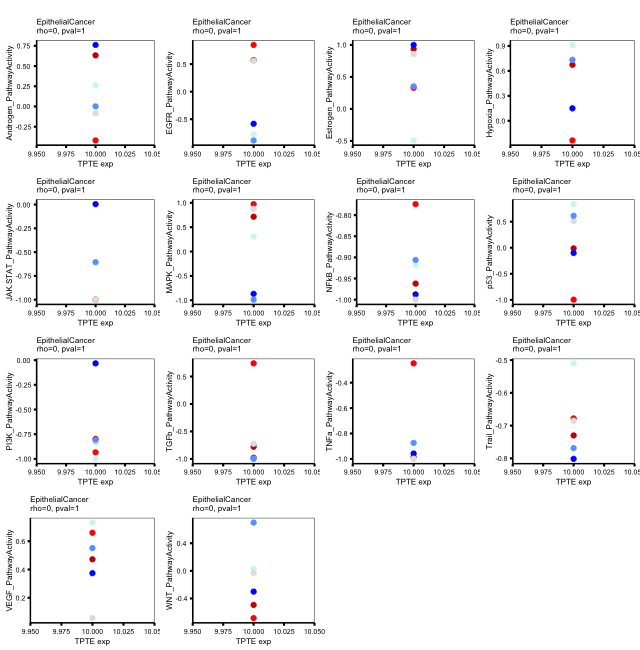 EpithelialCancer
rho=0, pval=1
Androgen_PathwayActivity
0.75
0.50
0.25
0.00
-0.25
9.950
9.975
10.000
10.025
10.05
TPTE exp
EpithelialCancer
rho=0, pval=1
EGFR_PathwayActivity
0.5
0.0
-0.5
9.950
9.975
10.000
10.025
10.05
TPTE exp
EpithelialCancer
rho=0, pval=1
Estrogen_PathwayActivity
1.0
0.5
0.0
-0.5
9.950
9.975
10.000
10.025
10.05
TPTE exp
EpithelialCancer
rho=0, pval=1
Hypoxia_PathwayActivity
0.9
0.6
0.3
0.0
9.950
9.975
10.000
10.025
10.05
TPTE exp
EpithelialCancer
rho=0, pval=1
JAK.STAT_PathwayActivity
0.00
-0.25
-0.50
-0.75
-1.00
9.950
9.975
10.000
10.025
10.05
TPTE exp
EpithelialCancer
rho=0, pval=1
MAPK_PathwayActivity
1.0
0.5
0.0
-0.5
-1.0
9.950
9.975
10.000
10.025
10.05
TPTE exp
EpithelialCancer
rho=0, pval=1
NFkB_PathwayActivity
-0.80
-0.85
-0.90
-0.95
-1.00
9.950
9.975
10.000
10.025
10.05
TPTE exp
EpithelialCancer
rho=0, pval=1
p53_PathwayActivity
0.5
0.0
-0.5
-1.0
9.950
9.975
10.000
10.025
10.05
TPTE exp
EpithelialCancer
rho=0, pval=1
PI3K_PathwayActivity
0.00
-0.25
-0.50
-0.75
-1.00
9.950
9.975
10.000
10.025
10.05
TPTE exp
EpithelialCancer
rho=0, pval=1
TGFb_PathwayActivity
0.5
0.0
-0.5
-1.0
9.950
9.975
10.000
10.025
10.05
TPTE exp
EpithelialCancer
rho=0, pval=1
TNFa_PathwayActivity
-0.4
-0.6
-0.8
-1.0
9.950
9.975
10.000
10.025
10.05
TPTE exp
EpithelialCancer
rho=0, pval=1
Trail_PathwayActivity
-0.5
-0.6
-0.7
-0.8
9.950
9.975
10.000
10.025
10.05
TPTE exp
EpithelialCancer
rho=0, pval=1
VEGF_PathwayActivity
0.6
0.4
0.2
9.950
9.975
10.000
10.025
10.05
TPTE exp
EpithelialCancer
rho=0, pval=1
WNT_PathwayActivity
0.4
0.0
-0.4
9.950
9.975
10.000
10.025
10.050
TPTE exp